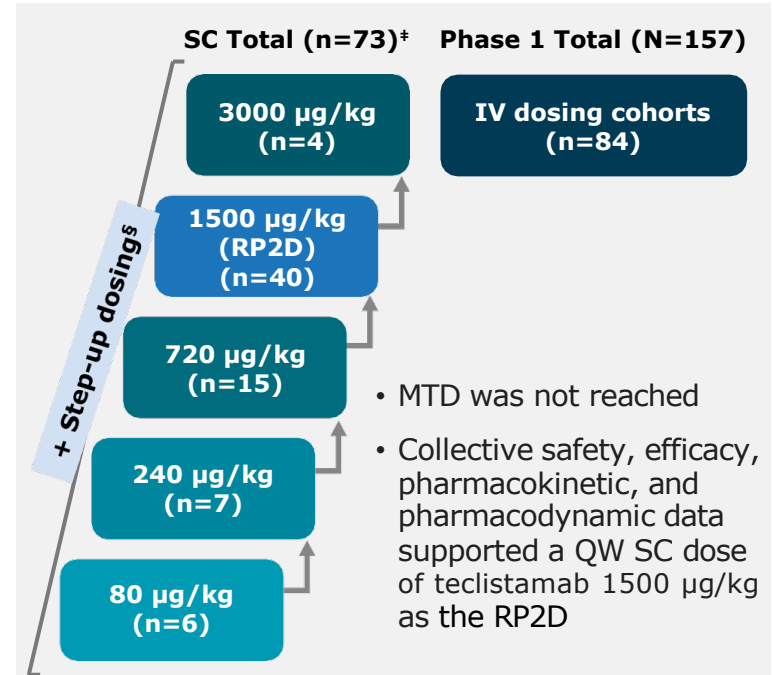 SC Total (n=73)‡
Phase 1 Total (N=157)
3000 µg/kg
(n=4)
IV dosing cohorts
(n=84)
1500 µg/kg
(RP2D)
(n=40)
+ Step-up dosing§
720 µg/kg
(n=15)
240 µg/kg
(n=7)
80 µg/kg
(n=6)
• MTD was not reached
• Collective safety, efficacy,
pharmacokinetic, and
pharmacodynamic data
supported a QW SC dose
of teclistamab 1500 µg/kg
as the RP2D